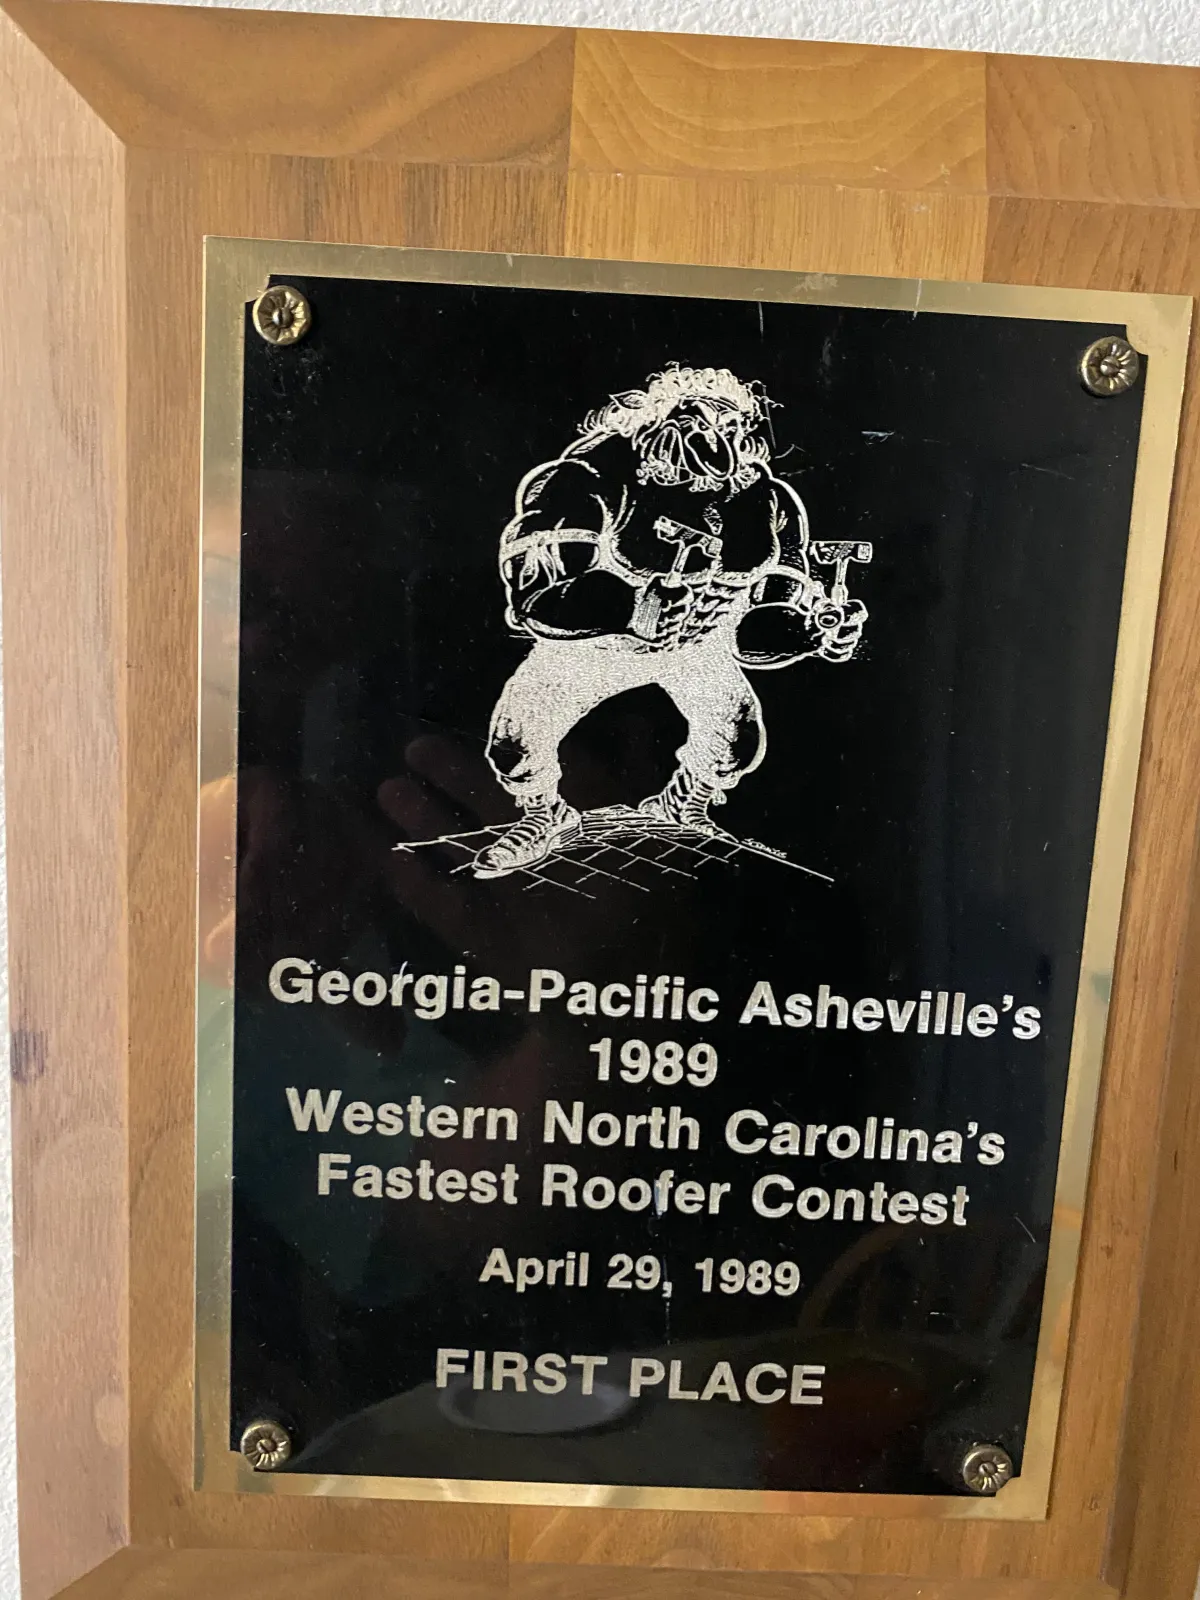 Georgia-Pacific Asheville's
1989
Western North Carolina's
Fastest Roofer Contest
April 29, 1989
FIRST PLACE